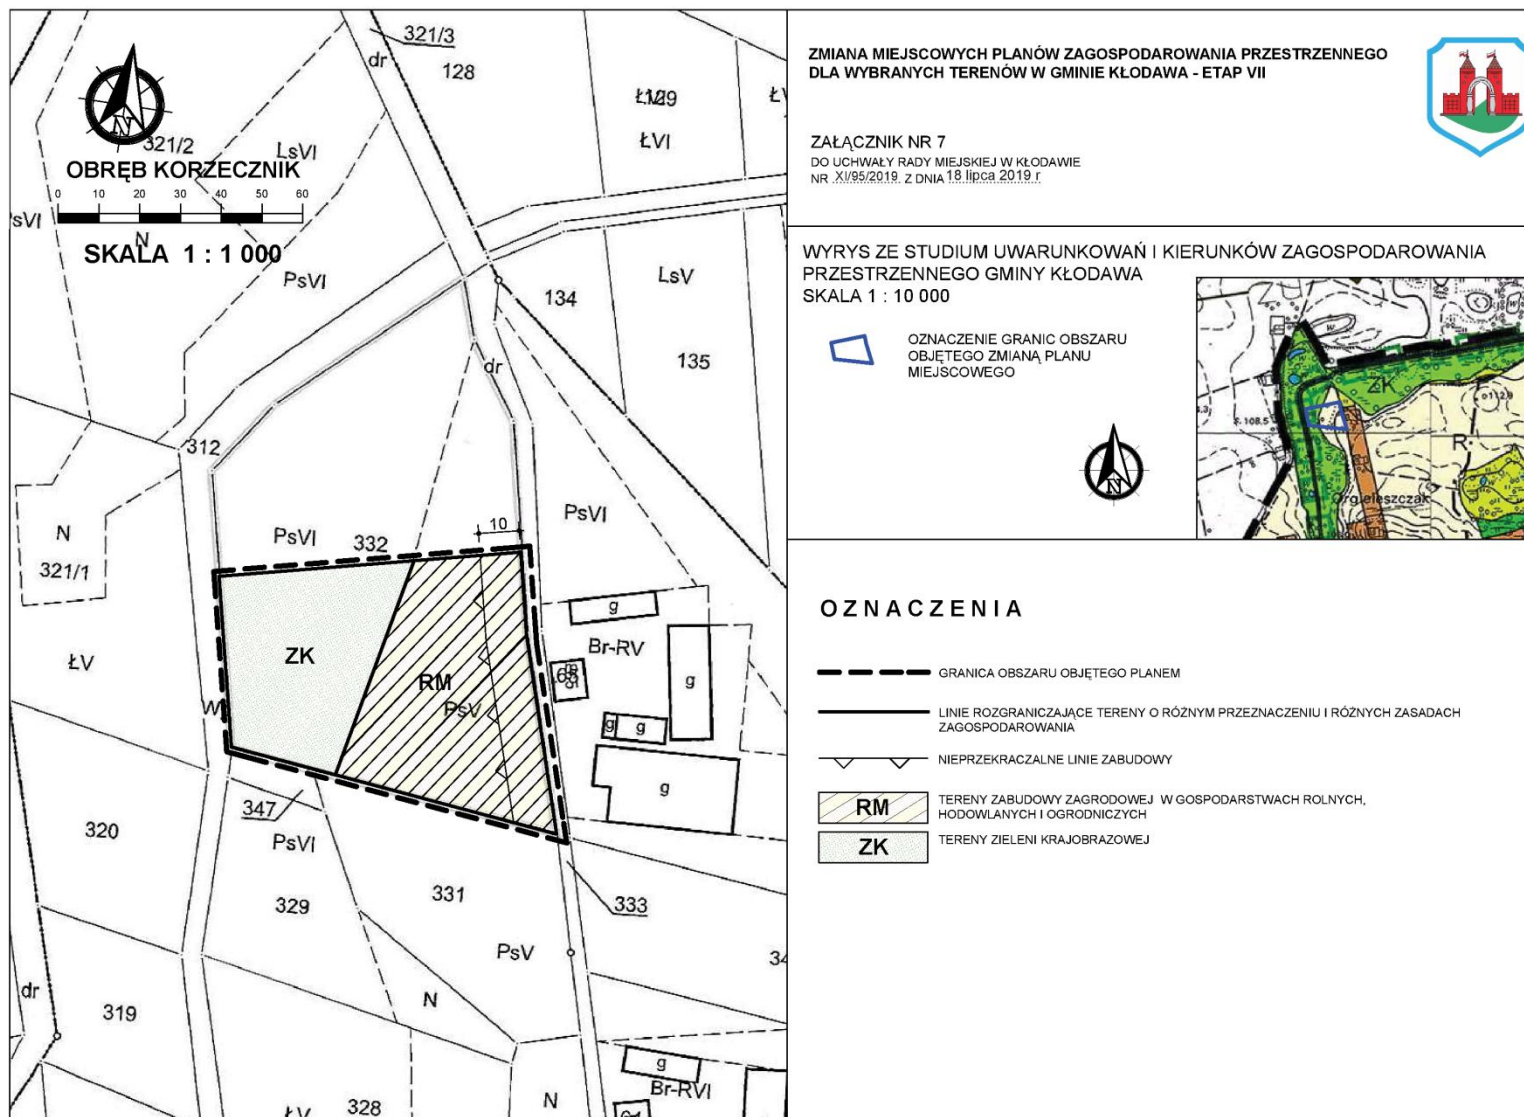 321/3
dr
128
ŁVI
129
ŁVI
N
321/2
LsVI
OBRĘB KORZECZNIK
0 10 20 30 40 50 60
N
SKALA 1 : 1 000
PsVI
134
LsV
135
dr
312
PsVI
332
10
PsVI
N
321/1
ZK
RM
PsV
ŁV
W
g
Br-RV
g
g
g
g
347
320
PsVI
329
331
333
PsV
dr
319
N
g
Br-RVI
N
ŁV
328
ZMIANA MIEJSCOWYCH PLANÓW ZAGOSPODAROWANIA PRZESTRZENNEGO
DLA WYBRANYCH TERENÓW W GMINIE KŁODAWA - ETAP VII
ZAŁĄCZNIK NR 7
DO UCHWAŁY RADY MIEJSKIEJ W KŁODAWIE
NR XI/95/2019 Z DNIA 18 lipca 2019 r
WYRYS ZE STUDIUM UWARUNKOWAŃ I KIERUNKÓW ZAGOSPODAROWANIA
PRZESTRZENNEGO GMINY KŁODAWA
SKALA 1 : 10 000
OZNACZENIE GRANIC OBSZARU
OBJĘTEGO ZMIANĄ PLANU
MIEJSCOWEGO
N
ZK
R
108,5
OZNACZENIA
GRANICA OBSZARU OBJĘTEGO PLANEM
LINIE ROZGRANICZAJĄCE TERENY O RÓŻNYM PRZEZNACZENIU I RÓŻNYCH ZASADACH
ZAGOSPODAROWANIA
NIEPRZEKRACZALNE LINIE ZABUDOWY
RM
TERENY ZABUDOWY ZAGRODOWEJ W GOSPODARSTWACH ROLNYCH,
HODOWLANYCH I OGRODNICZYCH
ZK
TERENY ZIELENI KRAJOBRAZOWEJ